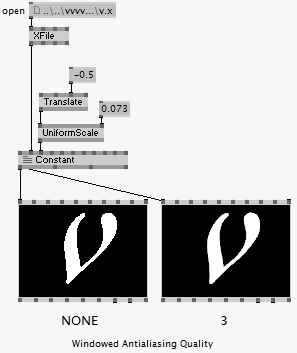 open ..\..\vvvv...\v.x
XFile
-0.5
Translate
0.073
UniformScale
Constant
v v
NONE 3
Windowed Antialiasing Quality